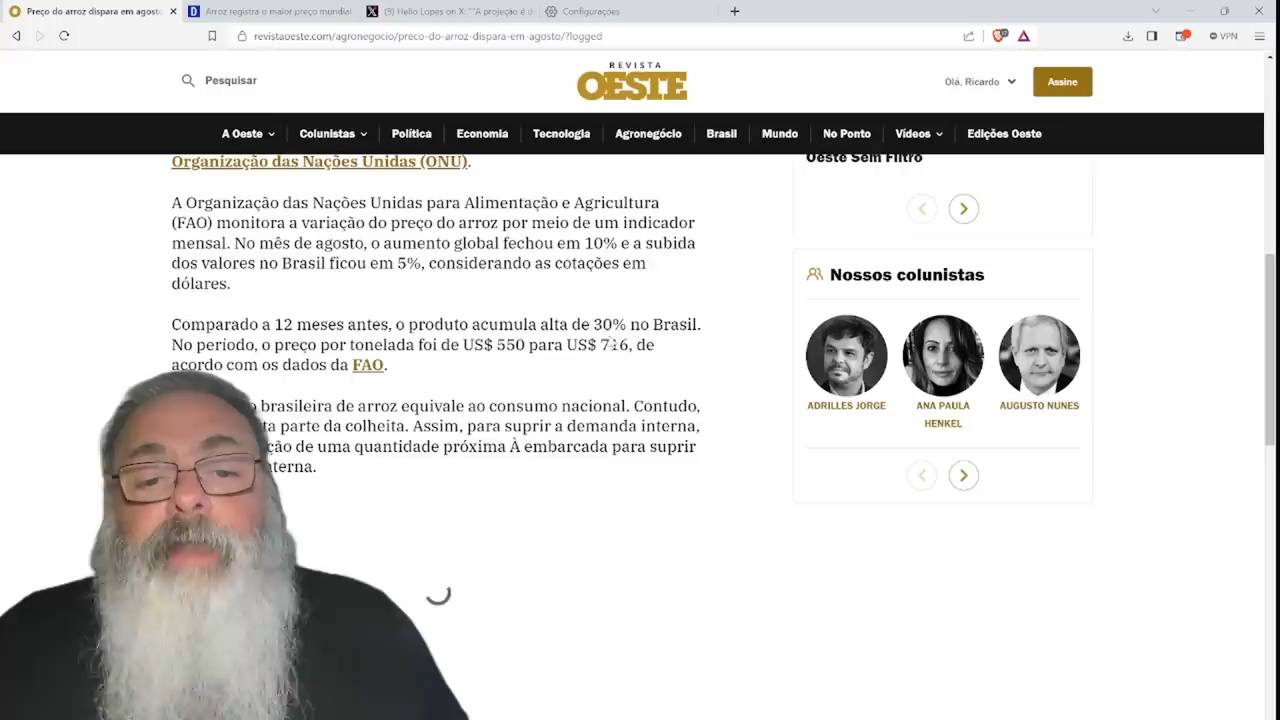 Preço do arroz dispara em agosto
Arroz registra o maior preço mundial
(9) Hello Lopes on X: ""A projeção é d
Configurações
revistaoeste.com/agronegocio/preco-do-arroz-dispara-em-agosto/?logged
VPN
Pesquisar
REVISTA
OESTE
Olá, Ricardo
Assine
A Oeste
Colunistas
Política
Economia
Tecnologia
Agronegócio
Brasil
Mundo
No Ponto
Vídeos
Edições Oeste
Organização das Nações Unidas (ONU).
A Organização das Nações Unidas para Alimentação e Agricultura
(FAO) monitora a variação do preço do arroz por meio de um indicador
mensal. No mês de agosto, o aumento global fechou em 10% e a subida
dos valores no Brasil ficou em 5%, considerando as cotações em
dólares.
Comparado a 12 meses antes, o produto acumula alta de 30% no Brasil.
No período, o preço por tonelada foi de US$ 550 para US$ 716, de
acordo com os dados da FAO.
o brasileira de arroz equivale ao consumo nacional. Contudo,
ta parte da colheita. Assim, para suprir a demanda interna,
ção de uma quantidade próxima À embarcada para suprir
nterna.
Oeste Sem Filtro
Nossos colunistas
ADRILLES JORGE
ANA PAULA
HENKEL
AUGUSTO NUNES